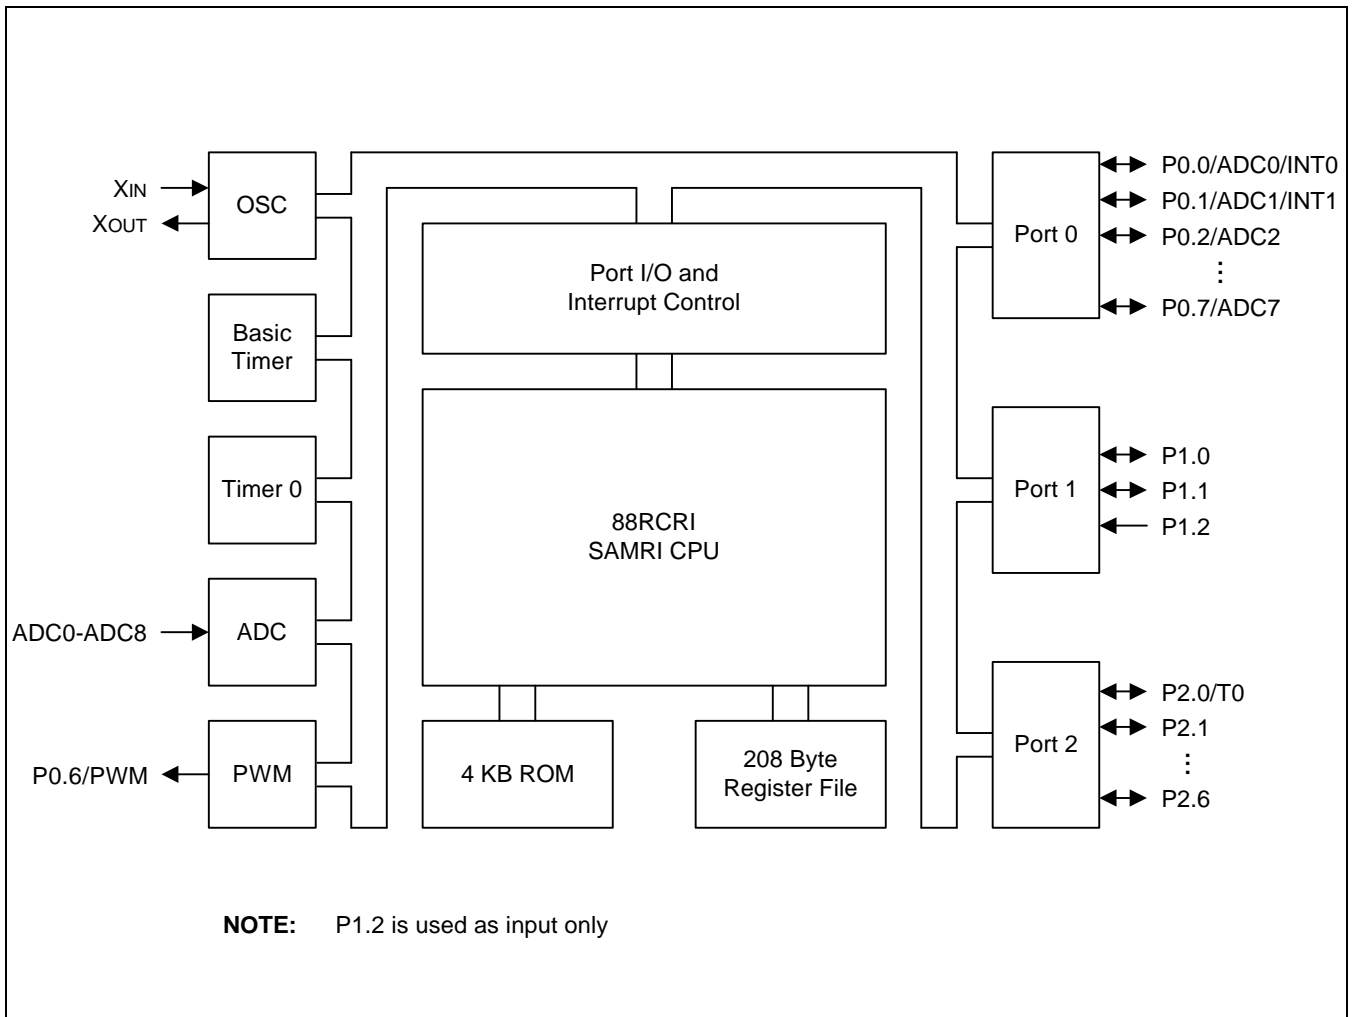 XIN
XOUT
OSC
Basic
Timer
Timer 0
ADC0-ADC8
ADC
P0.6/PWM
PWM
Port I/O and
Interrupt Control
88RCRI
SAMRI CPU
4 KB ROM
208 Byte
Register File
Port 0
P0.0/ADC0/INT0
P0.1/ADC1/INT1
P0.2/ADC2
P0.7/ADC7
Port 1
P1.0
P1.1
P1.2
Port 2
P2.0/T0
P2.1
P2.6
NOTE: P1.2 is used as input only